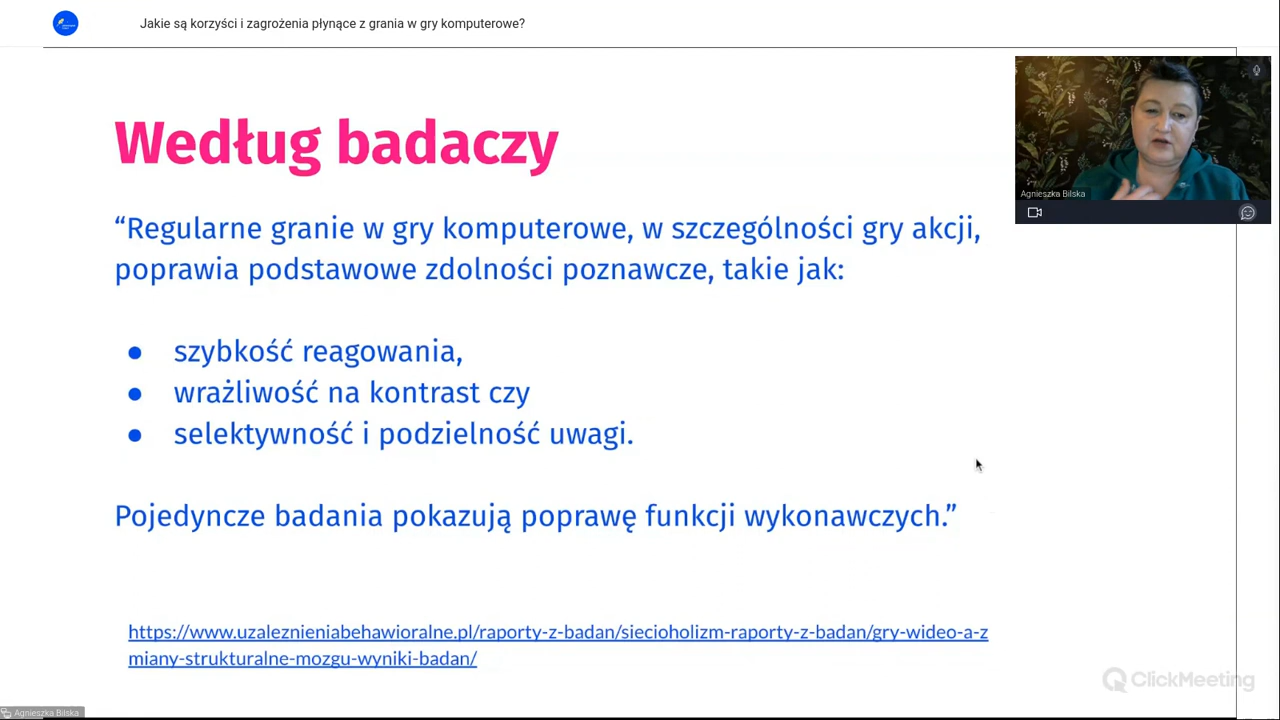 Jakie są korzyści i zagrożenia płynące z grania w gry komputerowe?
Według badaczy
“Regularne granie w gry komputerowe, w szczególności gry akcji,
poprawia podstawowe zdolności poznawcze, takie jak:
● szybkość reagowania,
● wrażliwość na kontrast czy
● selektywność i podzielność uwagi.
Pojedyncze badania pokazują poprawę funkcji wykonawczych.”
https://www.uzaleznieniabehawioralne.pl/raporty-z-badan/siecioholizm-raporty-z-badan/gry-wideo-a-z
miany-strukturalne-mozgu-wyniki-badan/
Agnieszka Bilska
ClickMeeting
Agnieszka Bilska